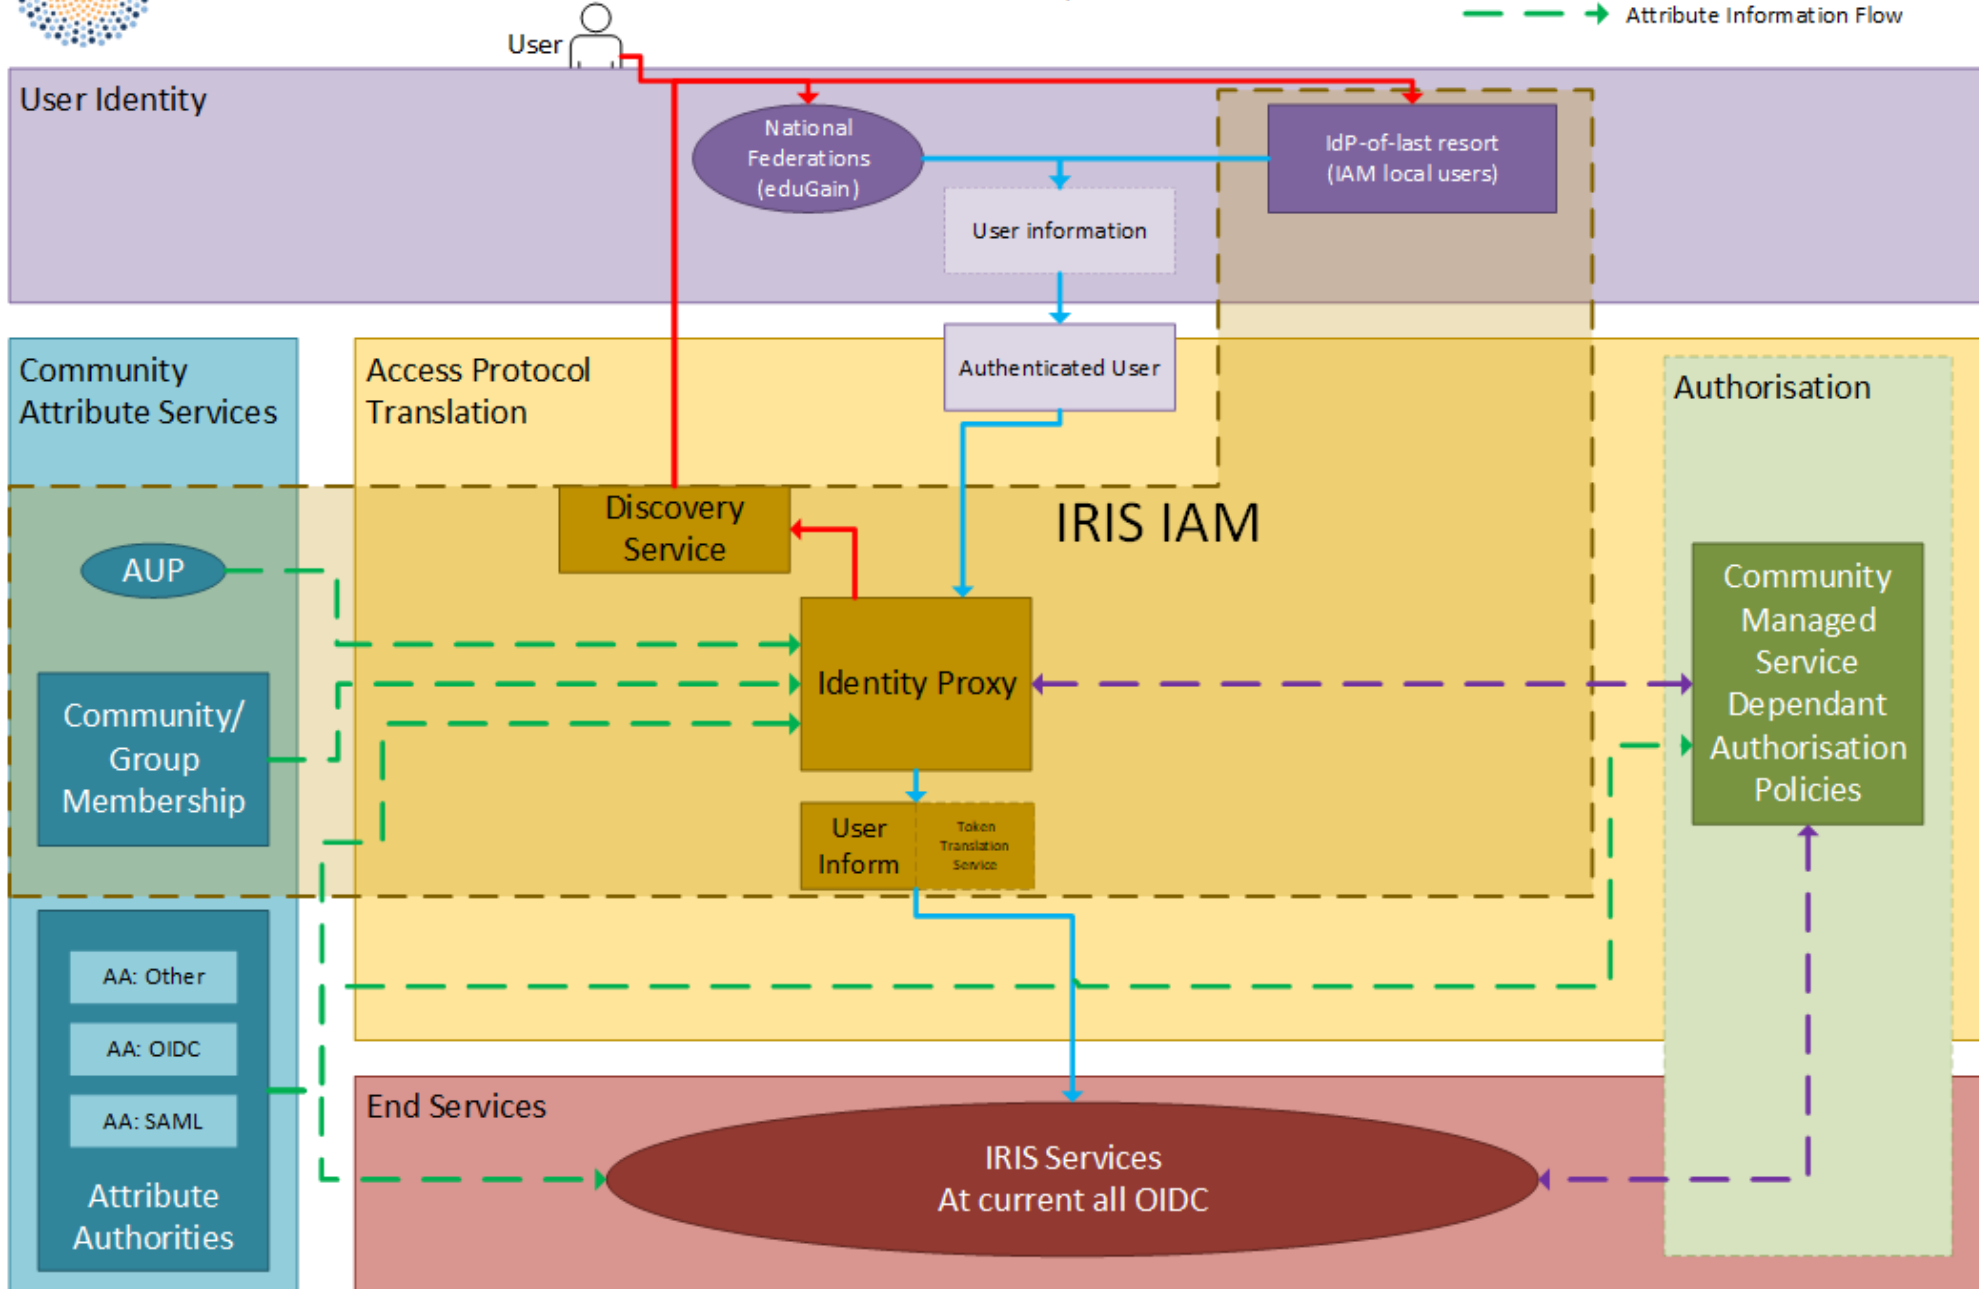 Attribute Information Flow
User
User Identity
National
Federations
(eduGain)
IdP-of-last resort
(IAM local users)
User information
Community
Attribute Services
Access Protocol
Translation
Authenticated User
Authorisation
Discovery
Service
IRIS IAM
AUP
Community
Managed
Service
Dependant
Authorisation
Policies
Identity Proxy
Community/
Group
Membership
User
Inform
Token
Translation
Service
AA: Other
AA: OIDC
AA: SAML
Attribute
Authorities
End Services
IRIS Services
At current all OIDC